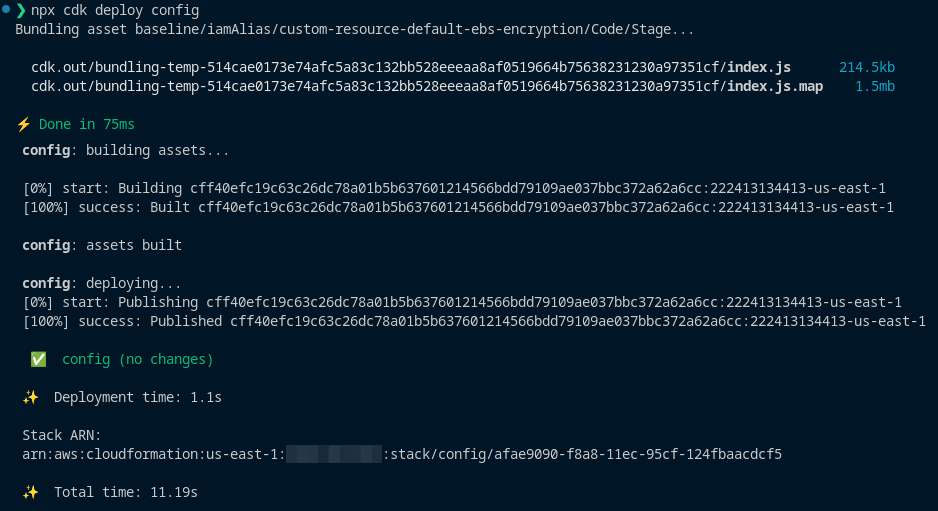 ❯ npx cdk deploy config
Bundling asset baseline/iamAlias/custom-resource-default-ebs-encryption/Code/Stage...
cdk.out/bundling-temp-514cae0173e74afc5a83c132bb528eeeaa8af0519664b75638231230a97351cf/index.js 214.5kb
cdk.out/bundling-temp-514cae0173e74afc5a83c132bb528eeeaa8af0519664b75638231230a97351cf/index.js.map 1.5mb
⚡ Done in 75ms
config: building assets...
[0%] start: Building cff40efc19c63c26dc78a01b5b637601214566bdd79109ae037bbc372a62a6cc:222413134413-us-east-1
[100%] success: Built cff40efc19c63c26dc78a01b5b637601214566bdd79109ae037bbc372a62a6cc:222413134413-us-east-1
config: assets built
config: deploying...
[0%] start: Publishing cff40efc19c63c26dc78a01b5b637601214566bdd79109ae037bbc372a62a6cc:222413134413-us-east-1
[100%] success: Published cff40efc19c63c26dc78a01b5b637601214566bdd79109ae037bbc372a62a6cc:222413134413-us-east-1
✅ config (no changes)
✨ Deployment time: 1.1s
Stack ARN:
arn:aws:cloudformation:us-east-1: :stack/config/afae9090-f8a8-11ec-95cf-124fbaacdcf5
✨ Total time: 11.19s